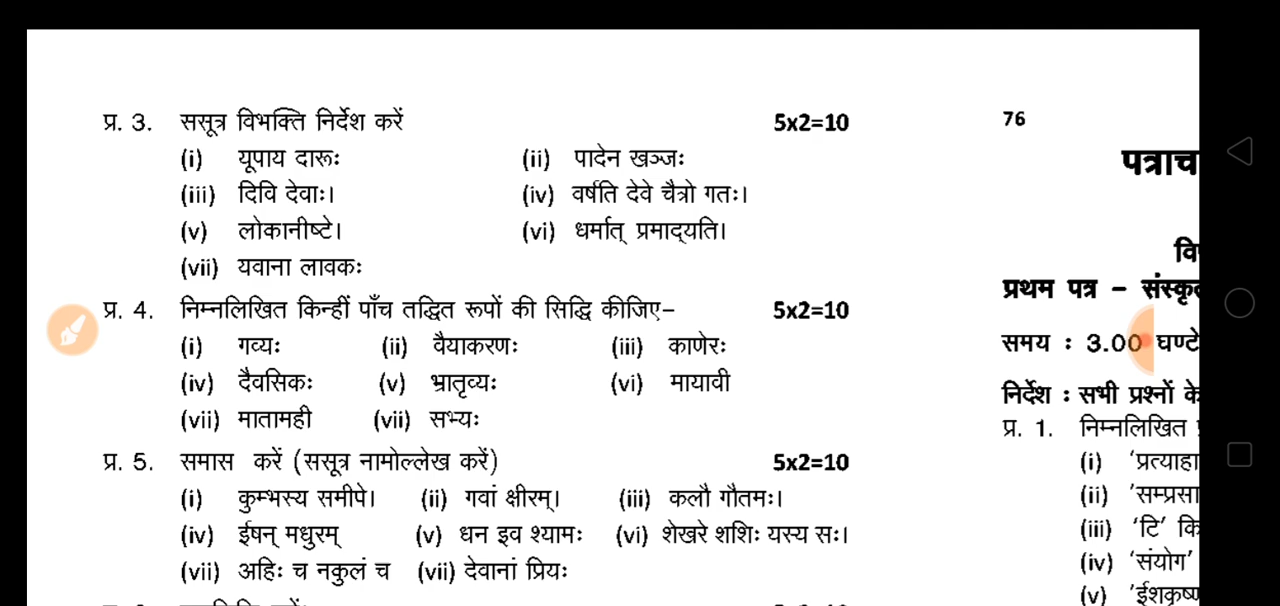 प्र. 3. ससूत्र विभक्ति निर्देश करें 5x2=10
(i) यूपाय दारूः (ii) पादेन खञ्जः
(iii) दिवि देवाः। (iv) वर्षति देवे चैत्रो गतः।
(v) लोकानीष्टे। (vi) धर्मात् प्रमाद्यति।
(vii) यवाना लावकः
प्र. 4. निम्नलिखित किन्हीं पाँच तद्धित रूपों की सिद्धि कीजिए– 5x2=10
(i) गव्यः (ii) वैयाकरणः (iii) काणेरः
(iv) दैवसिकः (v) भ्रातृव्यः (vi) मायावी
(vii) मातामही (vii) सभ्यः
प्र. 5. समास करें (ससूत्र नामोल्लेख करें) 5x2=10
(i) कुम्भस्य समीपे। (ii) गवां क्षीरम्। (iii) कलौ गौतमः।
(iv) ईषन् मधुरम् (v) धन इव श्यामः (vi) शेखरे शशिः यस्य सः।
(vii) अहिः च नकुलं च (vii) देवानां प्रियः
76
पत्राच
वि
प्रथम पत्र – संस्कृ
समय : 3.00 घण्टे
निर्देश : सभी प्रश्नों के
प्र. 1. निम्नलिखित
(i) 'प्रत्याहा
(ii) 'सम्प्रसा
(iii) 'टि' कि
(iv) 'संयोग'
(v) 'ईशकृष्ण